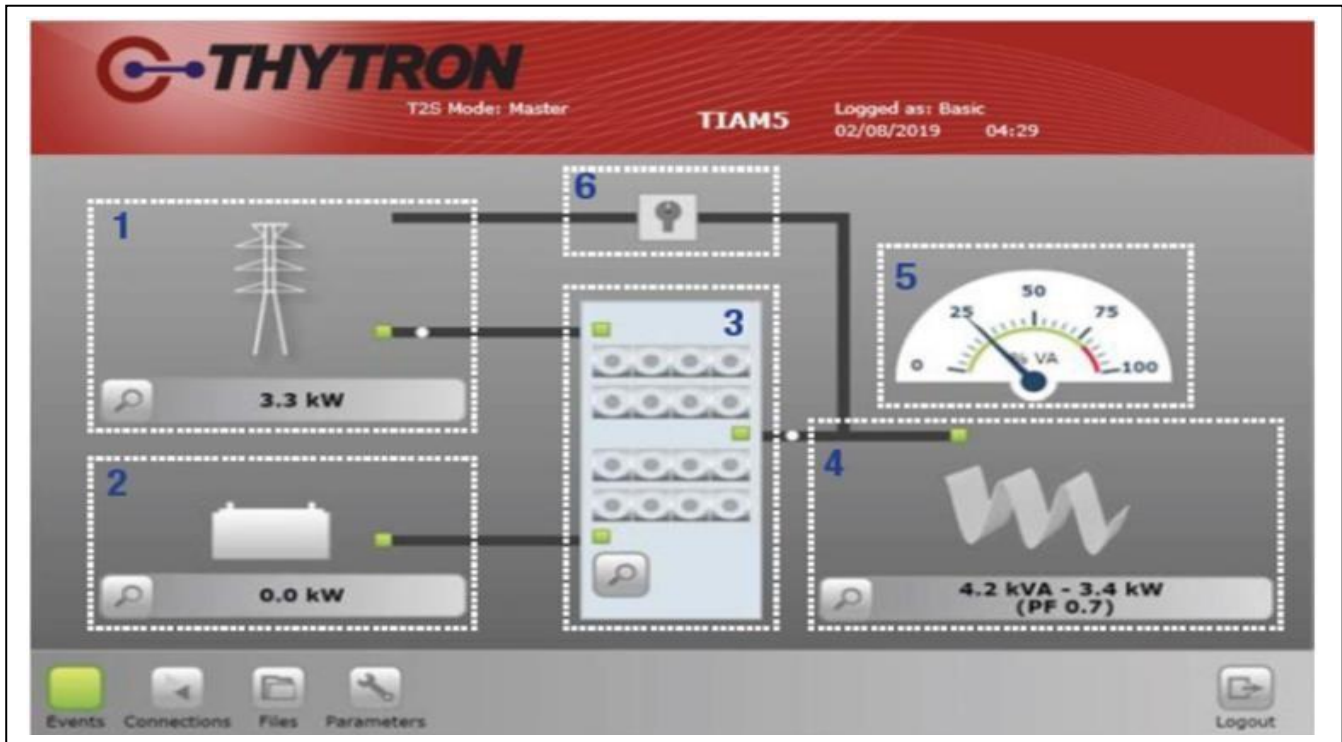 THYTRON
T2S Mode: Master
TIAM5
Logged as: Basic
02/08/2019 04:29
6
1
5
0 25 50 75 100
% VA
3
3.3 kW
4
2
0.0 kW
4.2 kVA - 3.4 kW
(PF 0.7)
Events Connections Files Parameters
Logout